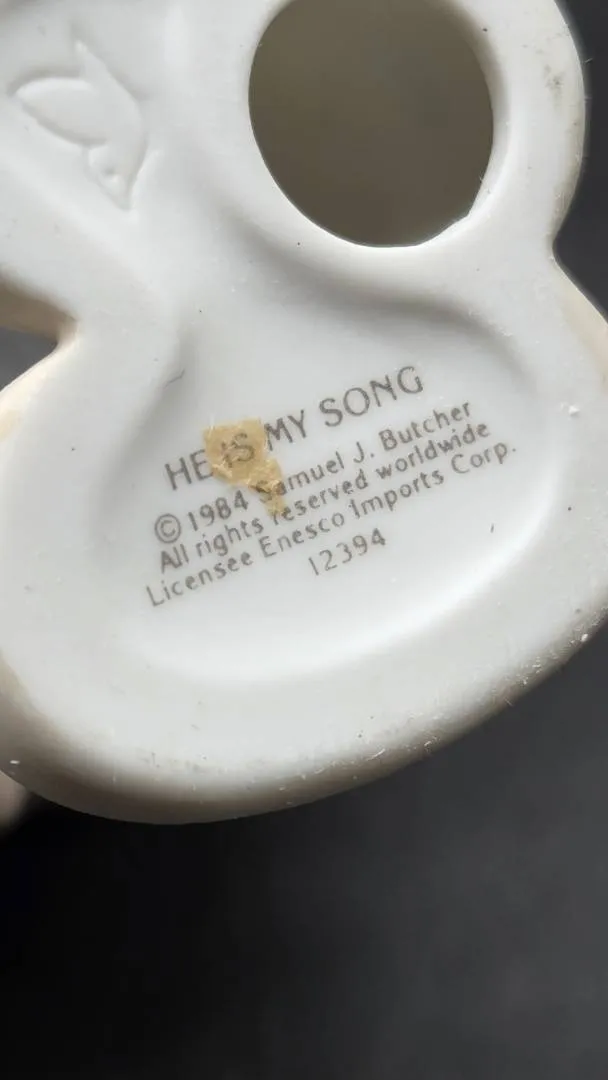 HE IS MY SONG
© 1984 Samuel J. Butcher
All rights reserved worldwide
Licensee Enesco Imports Corp.
12394